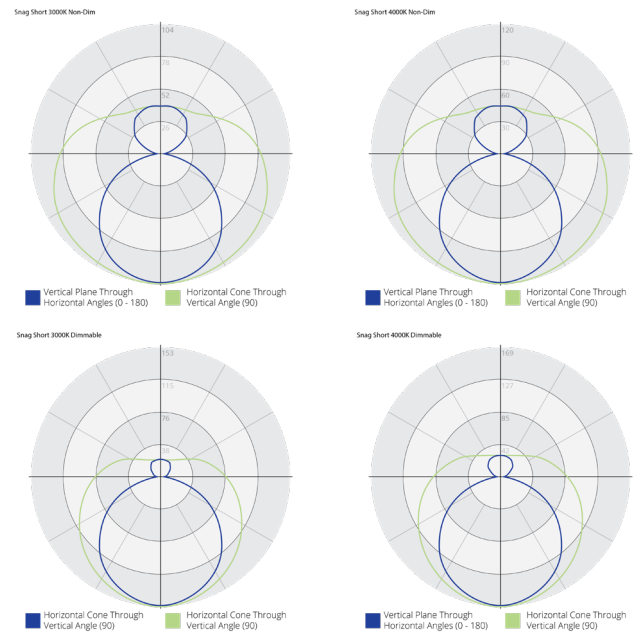 Snag Short 3000K Non-Dim
104
78
52
25
Vertical Plane Through
Horizontal Angles (0 - 180)
Horizontal Cone Through
Vertical Angle (90)
Snag Short 4000K Non-Dim
120
90
60
30
Vertical Plane Through
Horizontal Angles (0 - 180)
Horizontal Cone Through
Vertical Angle (90)
Snag Short 3000K Dimmable
153
115
76
38
Horizontal Cone Through
Vertical Angle (90)
Horizontal Cone Through
Vertical Angle (90)
Snag Short 4000K Dimmable
169
127
85
42
Vertical Plane Through
Horizontal Angles (0 - 180)
Horizontal Cone Through
Vertical Angle (90)